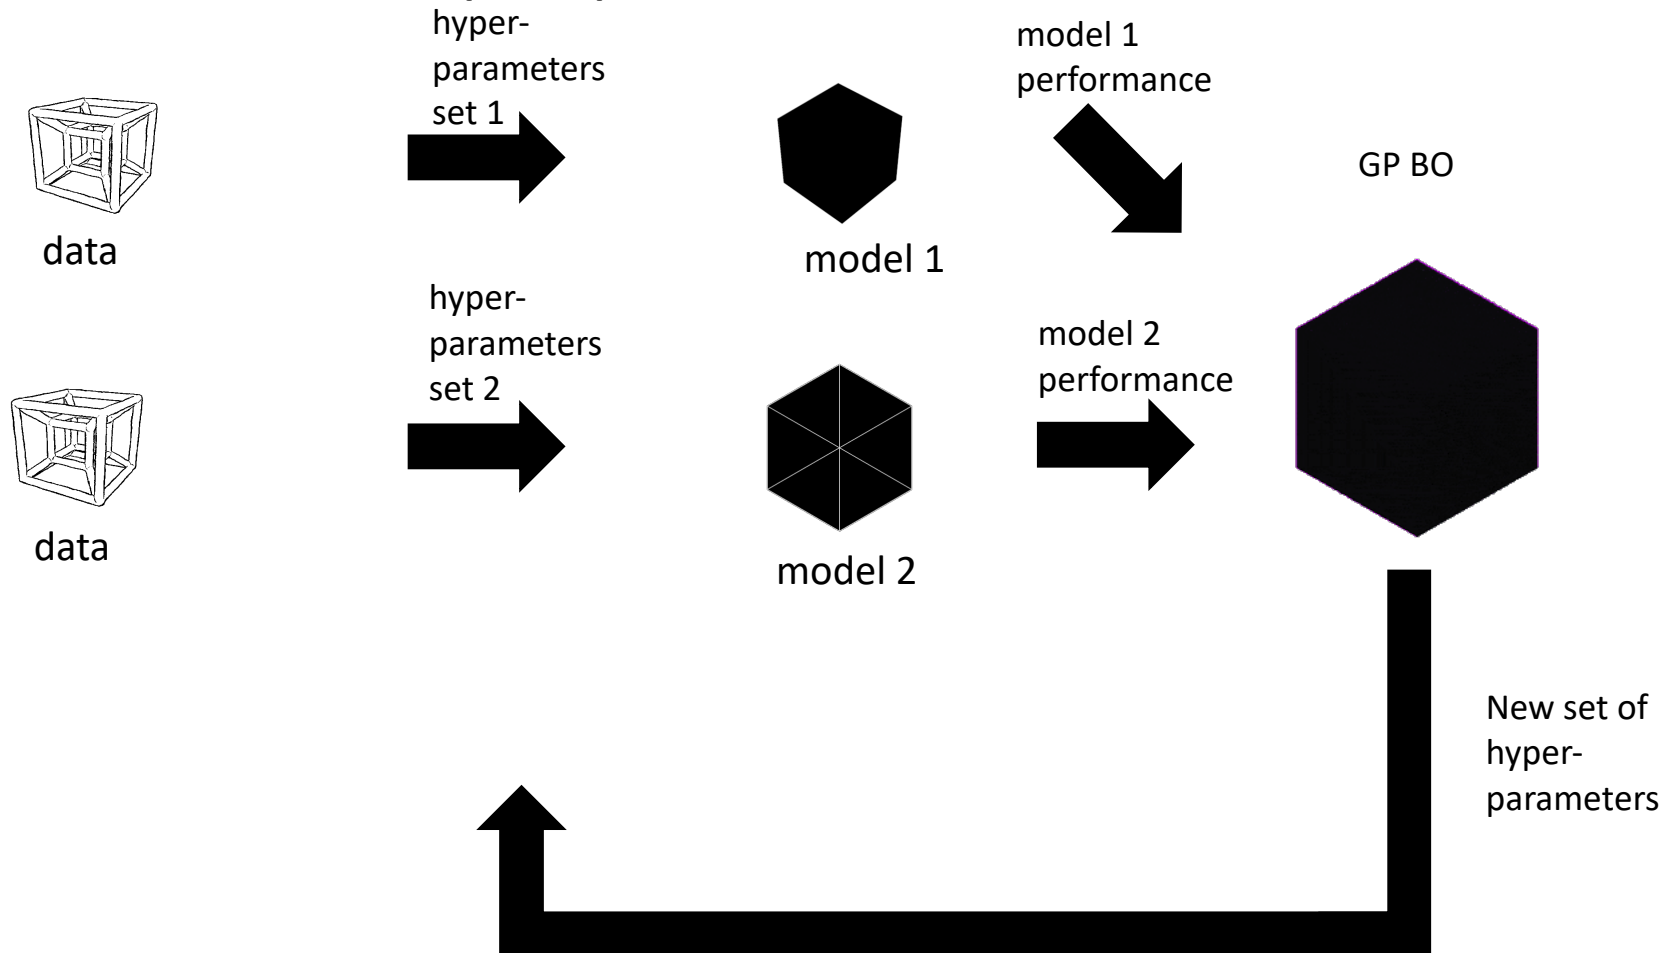 hyper-
parameters
set 1
model 1
performance
GP BO
data
model 1
hyper-
parameters
set 2
model 2
performance
data
model 2
New set of
hyper-
parameters